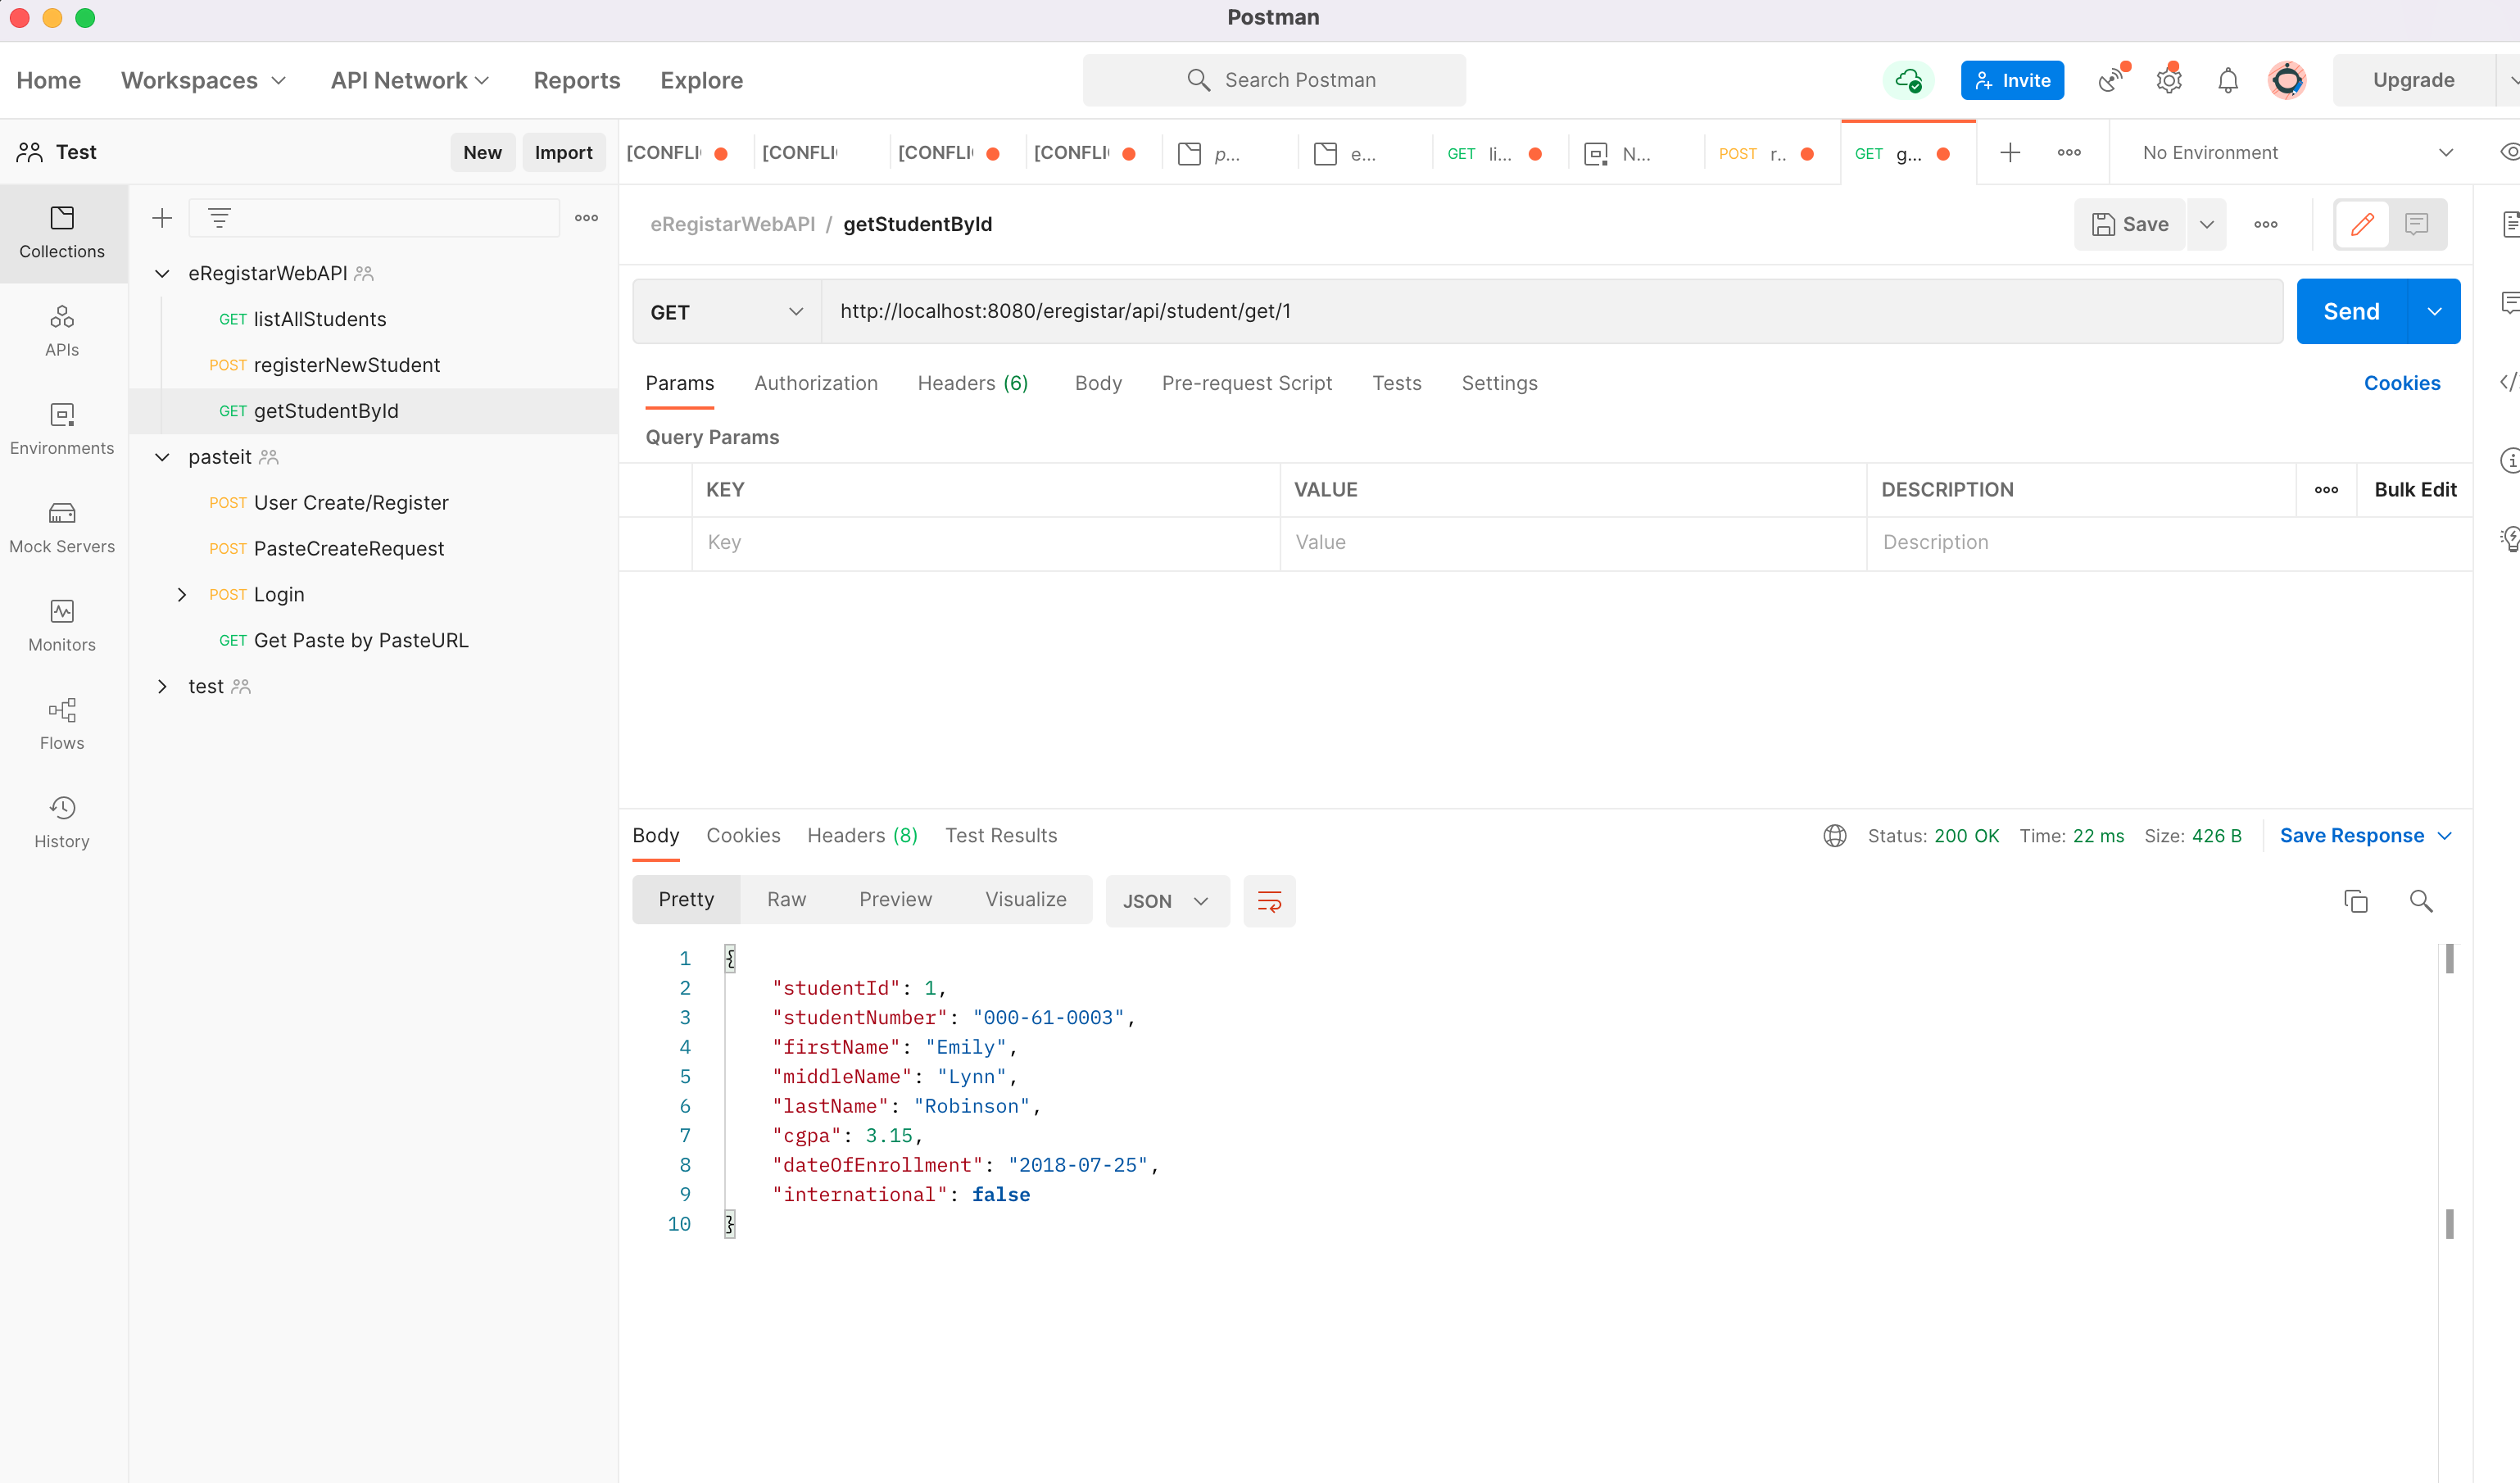 Postman
Home Workspaces API Network Reports Explore Search Postman Invite Upgrade
Test New Import [CONFLI [CONFLI [CONFLI [CONFLI p... e... GET li... N... POST r.. GET g... No Environment
Collections
APIs
Environments
Mock Servers
Monitors
Flows
History
eRegistarWebAPI
GET listAllStudents
POST registerNewStudent
GET getStudentById
pasteit
POST User Create/Register
POST PasteCreateRequest
POST Login
GET Get Paste by PasteURL
test
eRegistarWebAPI / getStudentById Save
GET http://localhost:8080/eregistar/api/student/get/1 Send
Params Authorization Headers (6) Body Pre-request Script Tests Settings Cookies
Query Params
KEY VALUE DESCRIPTION Bulk Edit
Key Value Description
Body Cookies Headers (8) Test Results Status: 200 OK Time: 22 ms Size: 426 B Save Response
Pretty Raw Preview Visualize JSON
1 {
2 "studentId": 1,
3 "studentNumber": "000-61-0003",
4 "firstName": "Emily",
5 "middleName": "Lynn",
6 "lastName": "Robinson",
7 "cgpa": 3.15,
8 "dateOfEnrollment": "2018-07-25",
9 "international": false
10 }